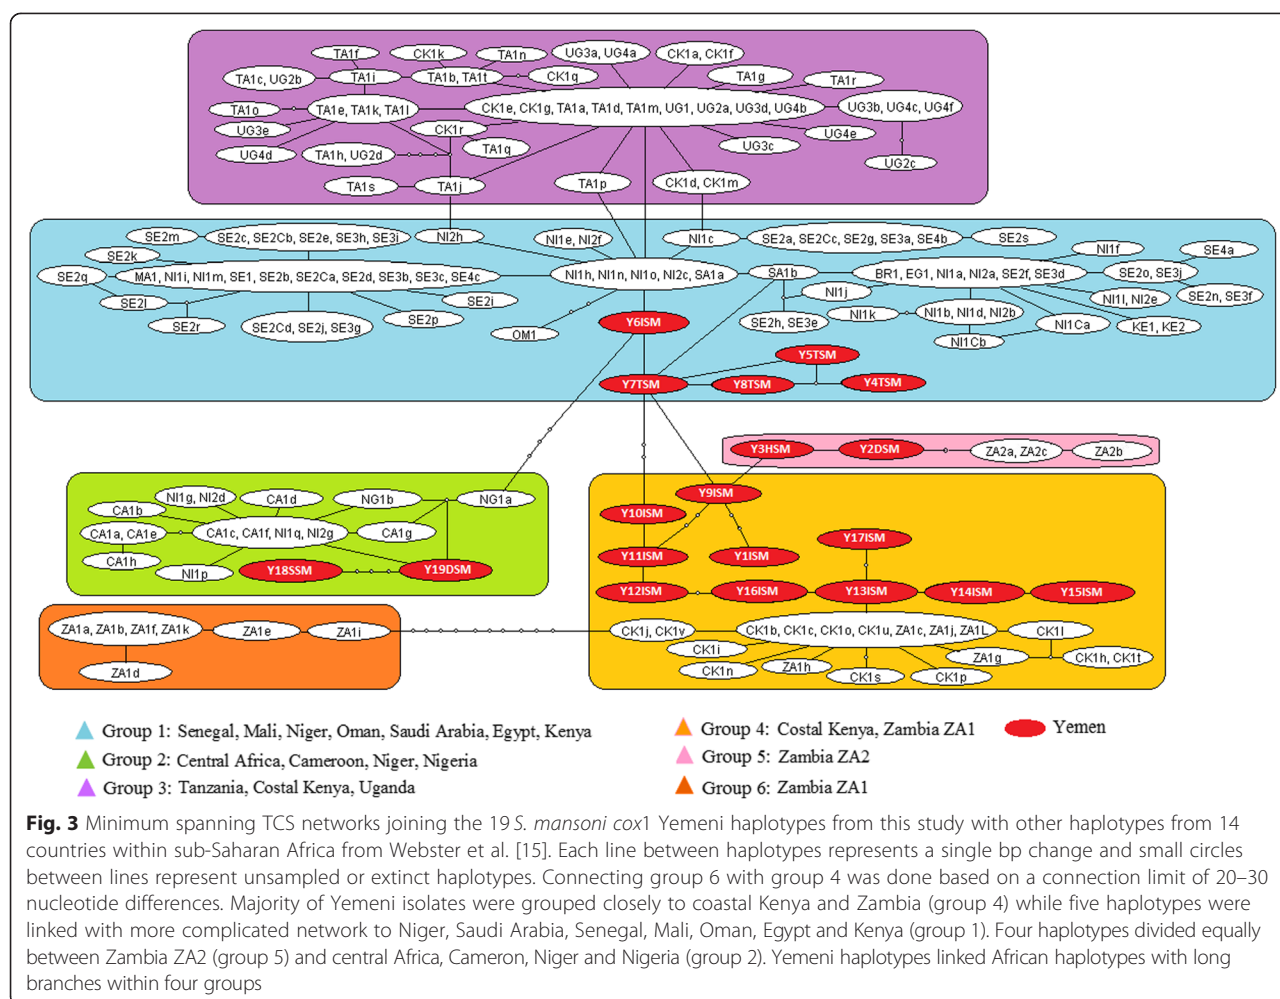 TA1f CK1k TA1n UG3a, UG4a CK1a, CK1f
TA1c, UG2b TA1i TA1b, TA1t CK1q TA1g TA1r
TA1o TA1e, TA1k, TA1l CK1e, CK1g, TA1a, TA1d, TA1m, UG1, UG2a, UG3d, UG4b UG3b, UG4c, UG4f
UG3e CK1r UG4e
UG4d TA1h, UG2d TA1q UG3c UG2c
TA1s TA1j TA1p CK1d, CK1m
SE2m SE2c, SE2Cb, SE2e, SE3h, SE3i NI2h NI1e, NI2f NI1c SE2a, SE2Cc, SE2g, SE3a, SE4b SE2s
SE2k NI1f SE4a
SE2q MA1, NI1i, NI1m, SE1, SE2b, SE2Ca, SE2d, SE3b, SE3c, SE4c NI1h, NI1n, NI1o, NI2c, SA1a SA1b BR1, EG1, NI1a, NI2a, SE2f, SE3d SE2o, SE3j
SE2l SE2i NI1j NI1l, NI2e SE2n, SE3f
SE2r SE2Cd, SE2j, SE3g SE2p OM1 Y6ISM SE2h, SE3e NI1k NI1b, NI1d, NI2b NI1Ca KE1, KE2
NI1Cb
Y5TSM
Y7TSM Y8TSM Y4TSM
Y3HSM Y2DSM ZA2a, ZA2c ZA2b
NI1g, NI2d CA1d NG1b NG1a Y9ISM
CA1b Y10ISM
CA1a, CA1e CA1c, CA1f, NI1q, NI2g CA1g Y17ISM
CA1h Y11ISM Y1ISM
NI1p Y18SSM Y19DSM
Y12ISM Y16ISM Y13ISM Y14ISM Y15ISM
ZA1a, ZA1b, ZA1f, ZA1k ZA1e ZA1i CK1j, CK1v CK1b, CK1c, CK1o, CK1u, ZA1c, ZA1j, ZA1L CK1l
CK1i ZA1g CK1h, CK1t
ZA1d CK1n ZA1h CK1s CK1p
Group 1: Senegal, Mali, Niger, Oman, Saudi Arabia, Egypt, Kenya
Group 2: Central Africa, Cameroon, Niger, Nigeria
Group 3: Tanzania, Costal Kenya, Uganda
Group 4: Costal Kenya, Zambia ZA1
Group 5: Zambia ZA2
Group 6: Zambia ZA1
Yemen
Fig. 3 Minimum spanning TCS networks joining the 19 S. mansoni cox1 Yemeni haplotypes from this study with other haplotypes from 14
countries within sub-Saharan Africa from Webster et al. [15]. Each line between haplotypes represents a single bp change and small circles
between lines represent unsampled or extinct haplotypes. Connecting group 6 with group 4 was done based on a connection limit of 20–30
nucleotide differences. Majority of Yemeni isolates were grouped closely to coastal Kenya and Zambia (group 4) while five haplotypes were
linked with more complicated network to Niger, Saudi Arabia, Senegal, Mali, Oman, Egypt and Kenya (group 1). Four haplotypes divided equally
between Zambia ZA2 (group 5) and central Africa, Cameron, Niger and Nigeria (group 2). Yemeni haplotypes linked African haplotypes with long
branches within four groups